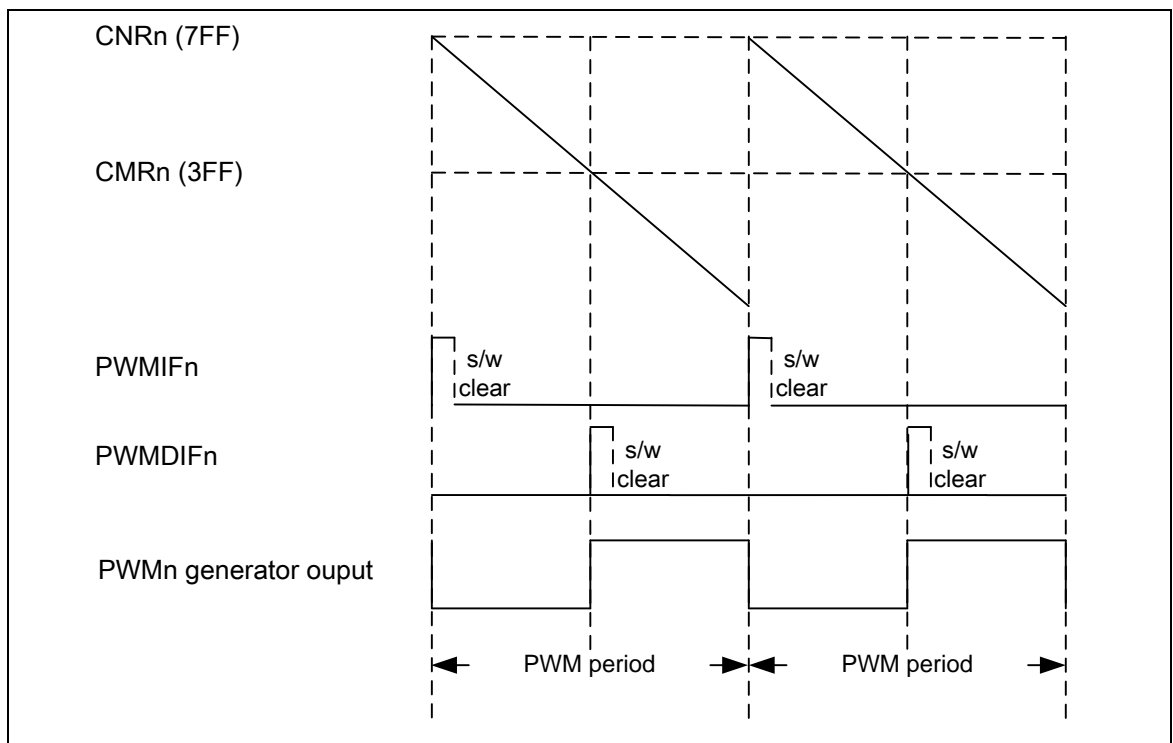 CNRn (7FF)
CMRn (3FF)
PWMIFn
s/w
clear
s/w
clear
PWMDIFn
s/w
clear
s/w
clear
PWMn generator ouput
PWM period
PWM period